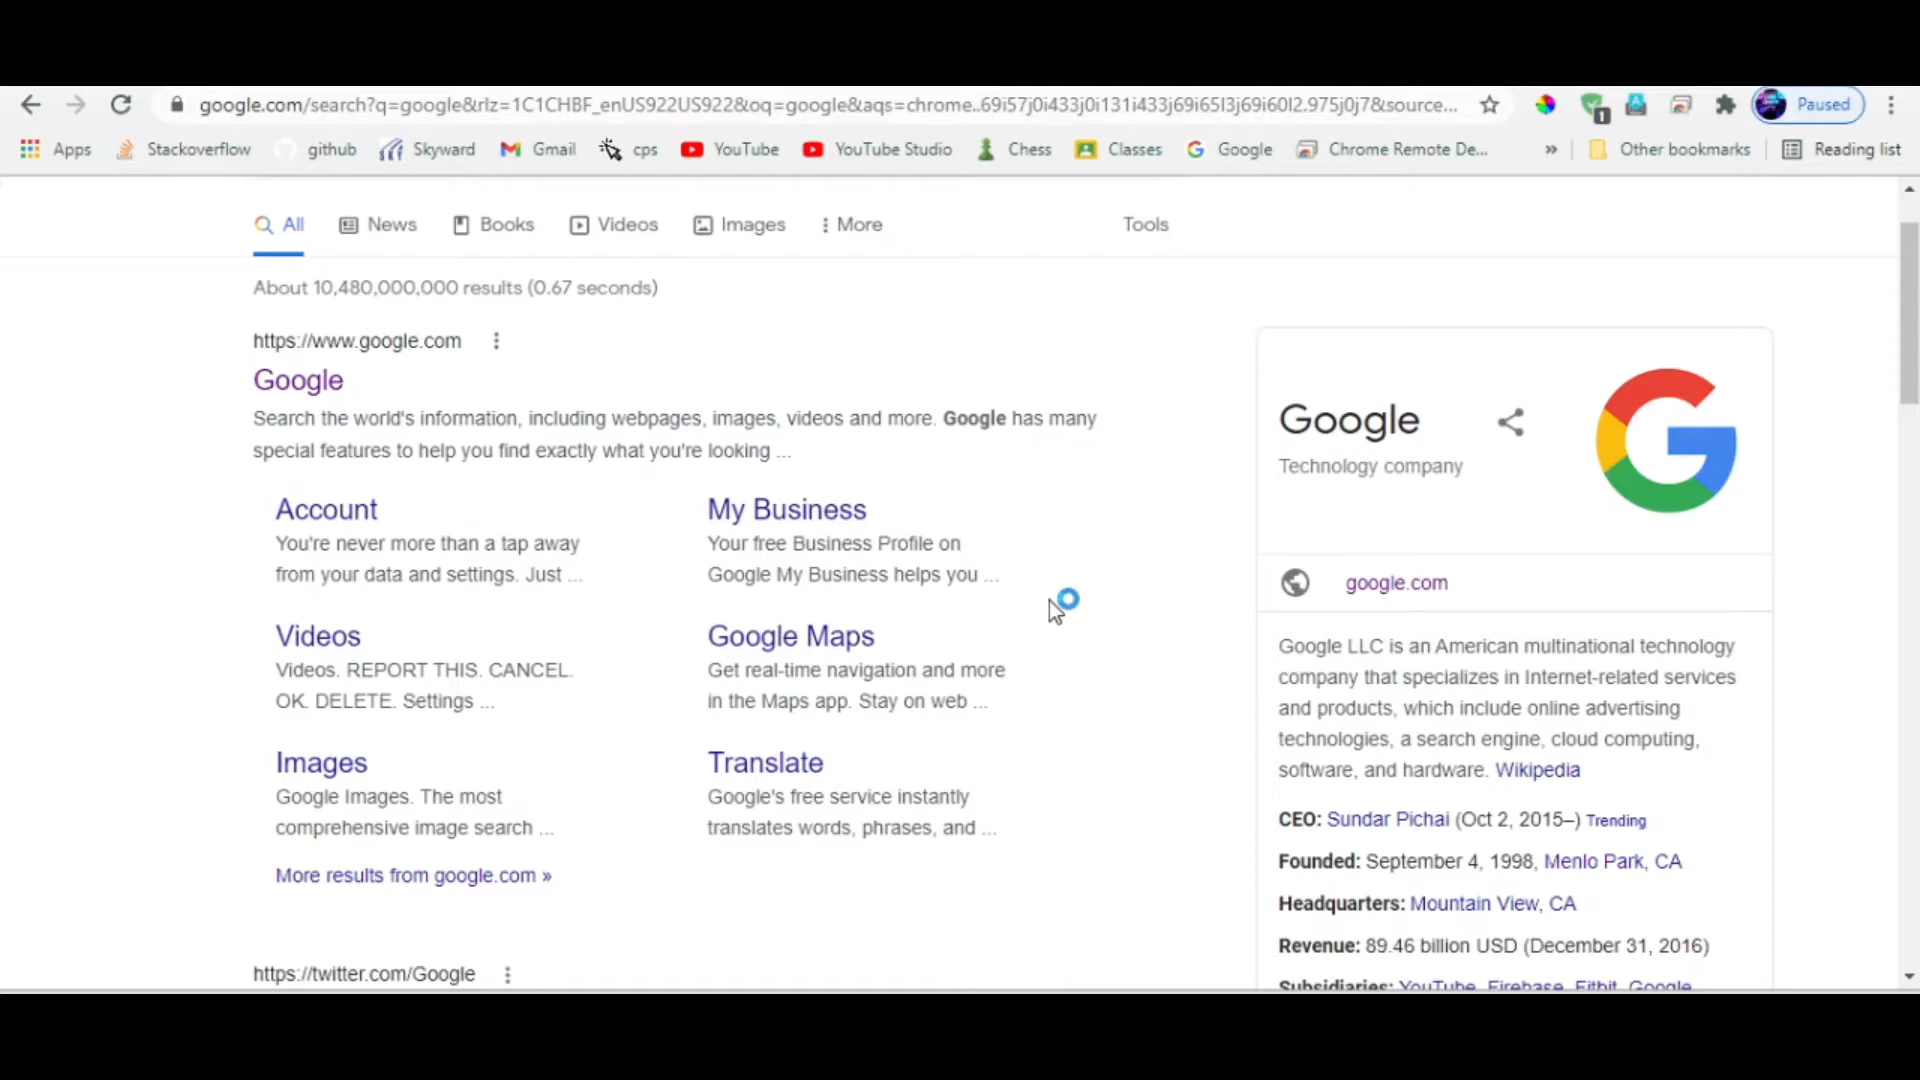 google.com/search?q=google&rlz=1C1CHBF_enUS922US922&oq=google&aqs=chrome..69i57j0i433j0i131i433j69i65l3j69i60l2.975j0j7&source...
1
Paused
Apps
Stackoverflow
github
Skyward
Gmail
cps
YouTube
YouTube Studio
Chess
Classes
Google
Chrome Remote De...
»
Other bookmarks
Reading list
All
News
Books
Videos
Images
More
Tools
About 10,480,000,000 results (0.67 seconds)
https://www.google.com
Google
Search the world's information, including webpages, images, videos and more. Google has many
special features to help you find exactly what you're looking ...
Account
You're never more than a tap away
from your data and settings. Just ...
My Business
Your free Business Profile on
Google My Business helps you ...
Videos
Videos. REPORT THIS. CANCEL.
OK. DELETE. Settings ...
Google Maps
Get real-time navigation and more
in the Maps app. Stay on web ...
Images
Google Images. The most
comprehensive image search ...
Translate
Google's free service instantly
translates words, phrases, and ...
More results from google.com »
https://twitter.com/Google
Google
Technology company
google.com
Google LLC is an American multinational technology
company that specializes in Internet-related services
and products, which include online advertising
technologies, a search engine, cloud computing,
software, and hardware. Wikipedia
CEO: Sundar Pichai (Oct 2, 2015–) Trending
Founded: September 4, 1998, Menlo Park, CA
Headquarters: Mountain View, CA
Revenue: 89.46 billion USD (December 31, 2016)
Subsidiaries: YouTube, Firebase, Fitbit, Google